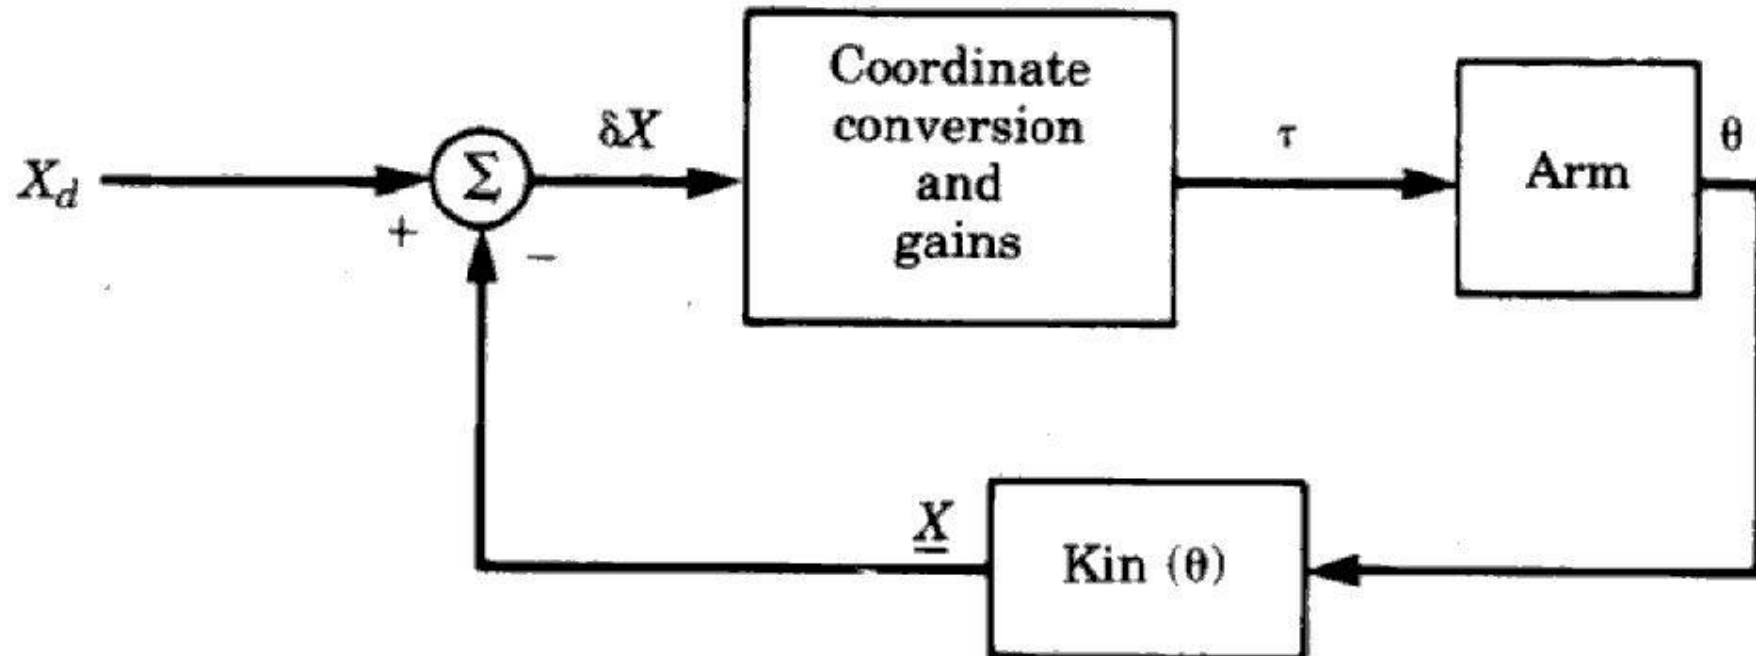 X_d
+
−
Σ
δX
Coordinate
conversion
and
gains
τ
Arm
θ
X
Kin (θ)